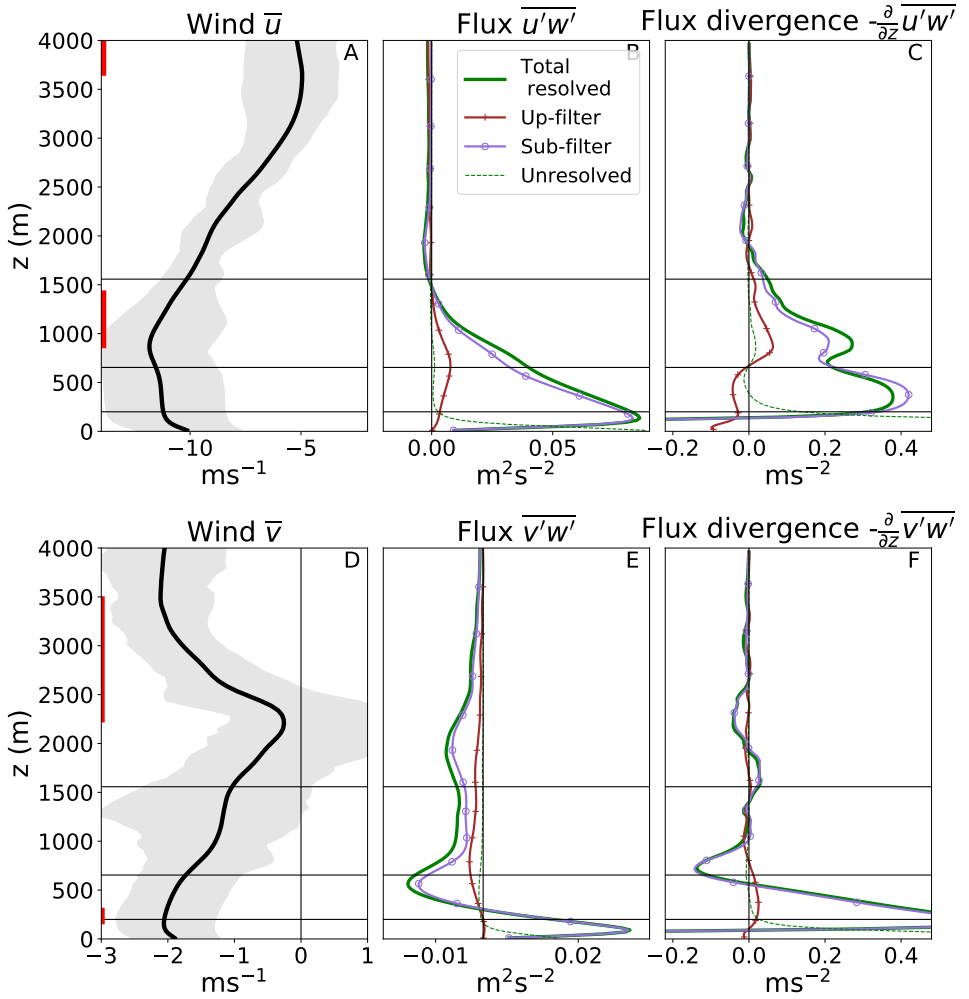 Wind u̅
Flux u′w′
Flux divergence -∂/∂z u′w′
A
B
C
Total
resolved
Up-filter
Sub-filter
Unresolved
4000
3500
3000
2500
2000
1500
1000
500
0
z (m)
−10 −5
0.00 0.05
−0.2 0.0 0.2 0.4
ms⁻¹
m²s⁻²
ms⁻²
Wind v̅
Flux v′w′
Flux divergence -∂/∂z v′w′
D
E
F
4000
3500
3000
2500
2000
1500
1000
500
0
z (m)
−3 −2 −1 0 1
−0.01 0.02
−0.2 0.0 0.2 0.4
ms⁻¹
m²s⁻²
ms⁻²